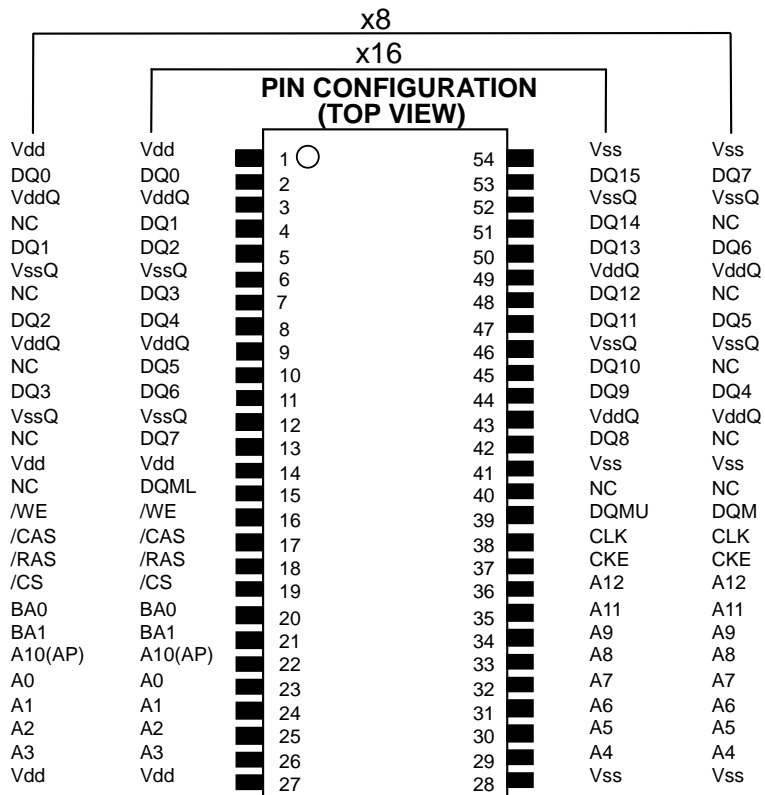 x8
x16
PIN CONFIGURATION
(TOP VIEW)
Vdd Vdd 1 54 Vss Vss
DQ0 DQ0 2 53 DQ15 DQ7
VddQ VddQ 3 52 VssQ VssQ
NC DQ1 4 51 DQ14 NC
DQ1 DQ2 5 50 DQ13 DQ6
VssQ VssQ 6 49 VddQ VddQ
NC DQ3 7 48 DQ12 NC
DQ2 DQ4 8 47 DQ11 DQ5
VddQ VddQ 9 46 VssQ VssQ
NC DQ5 10 45 DQ10 NC
DQ3 DQ6 11 44 DQ9 DQ4
VssQ VssQ 12 43 VddQ VddQ
NC DQ7 13 42 DQ8 NC
Vdd Vdd 14 41 Vss Vss
NC DQML 15 40 NC NC
/WE /WE 16 39 DQMU DQM
/CAS /CAS 17 38 CLK CLK
/RAS /RAS 18 37 CKE CKE
/CS /CS 19 36 A12 A12
BA0 BA0 20 35 A11 A11
BA1 BA1 21 34 A9 A9
A10(AP) A10(AP) 22 33 A8 A8
A0 A0 23 32 A7 A7
A1 A1 24 31 A6 A6
A2 A2 25 30 A5 A5
A3 A3 26 29 A4 A4
Vdd Vdd 27 28 Vss Vss